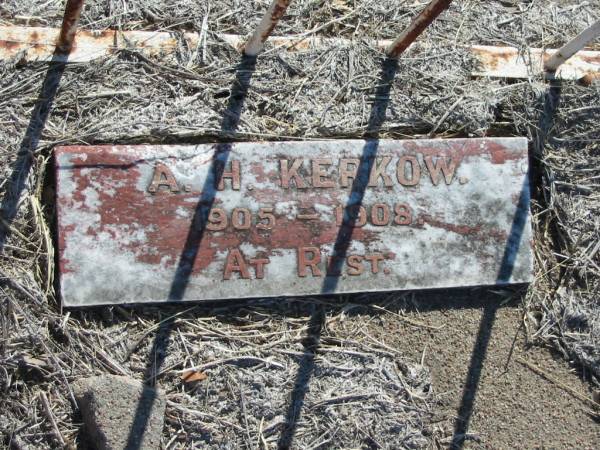 A. H. KERKOW.
1905 – 1908.
AT REST.